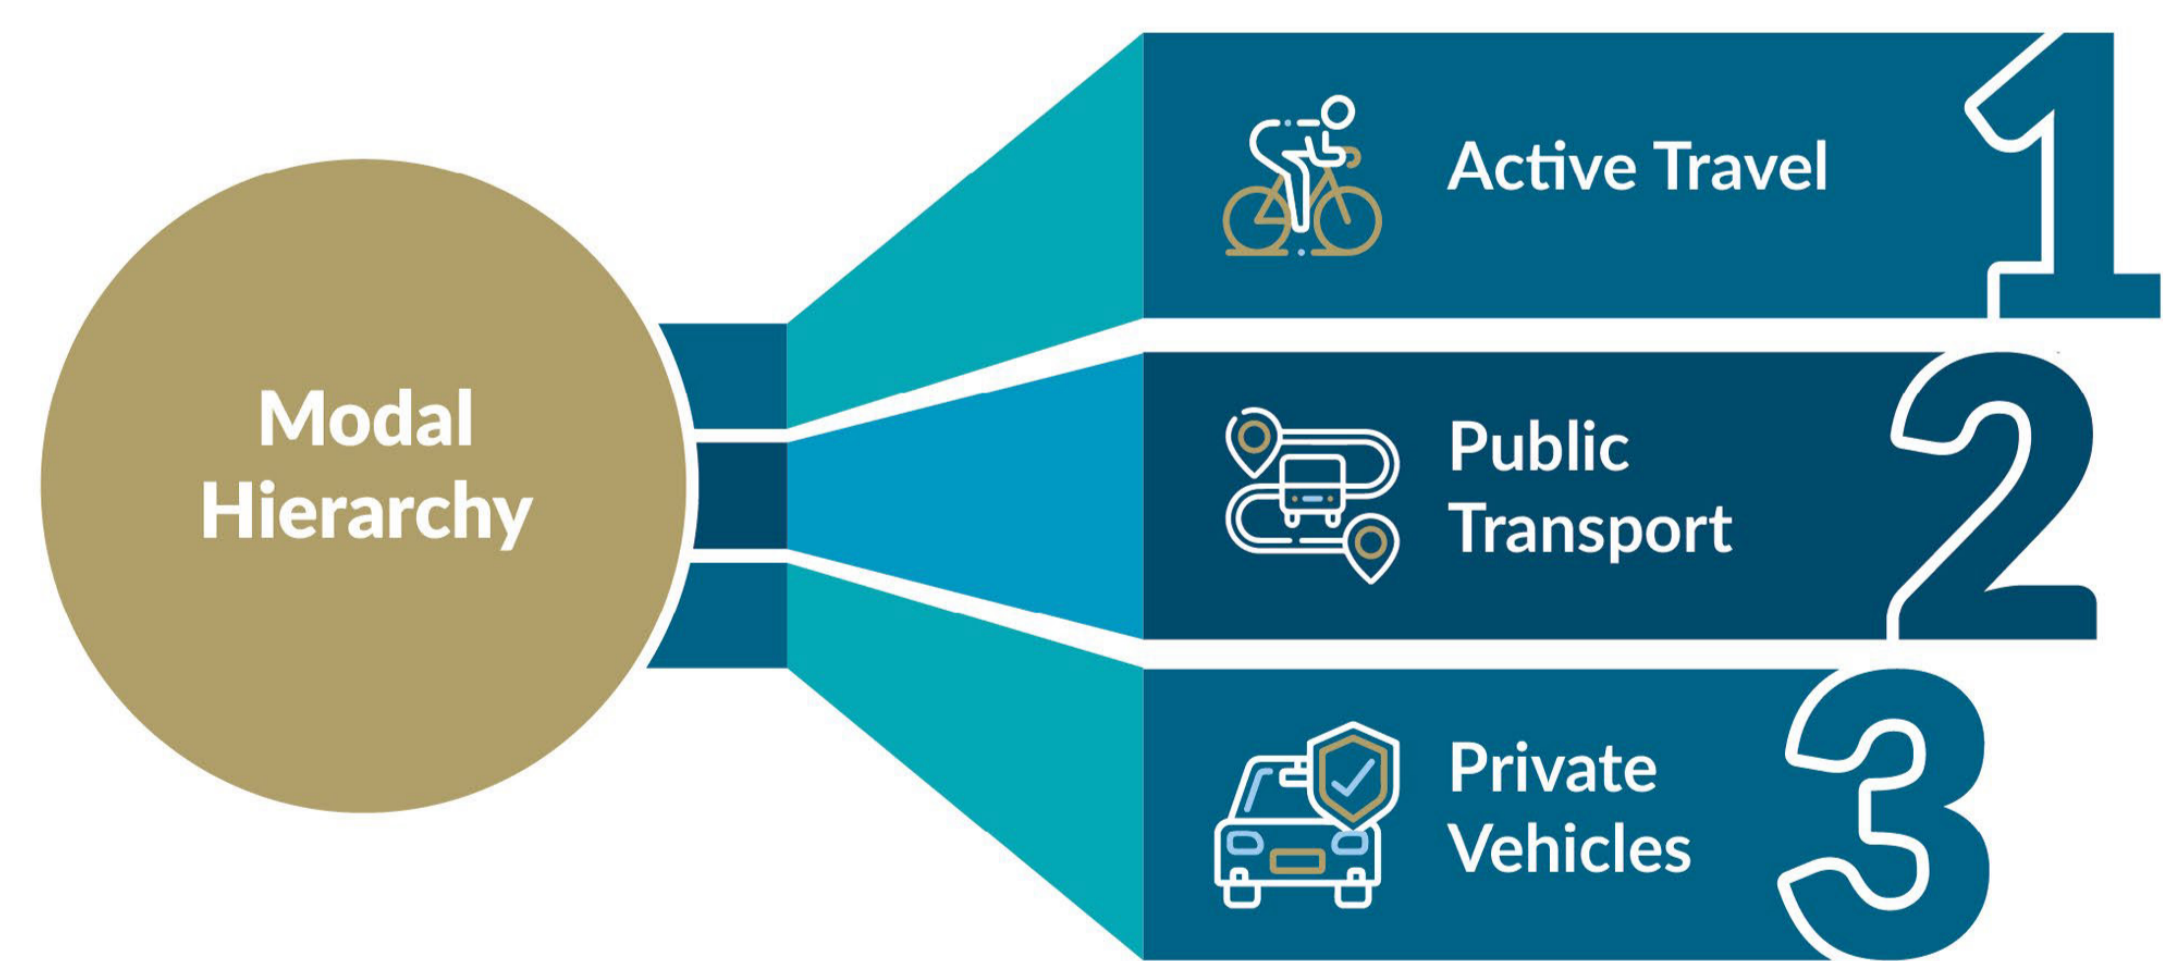 Modal
Hierarchy
Active Travel
1
Public
Transport
2
Private
Vehicles
3